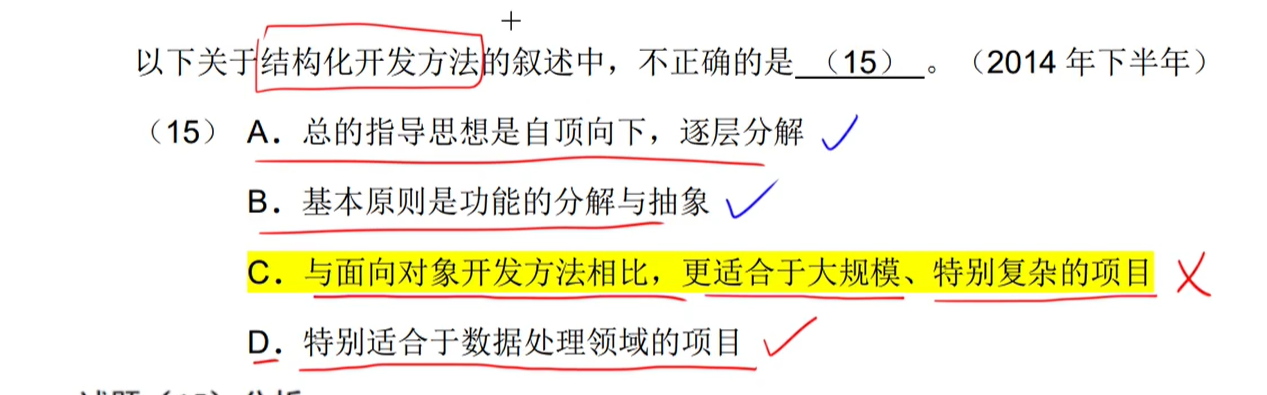 以下关于结构化开发方法的叙述中，不正确的是 （15） 。（2014 年下半年）
（15） A．总的指导思想是自顶向下，逐层分解
B．基本原则是功能的分解与抽象
C．与面向对象开发方法相比，更适合于大规模、特别复杂的项目
D．特别适合于数据处理领域的项目